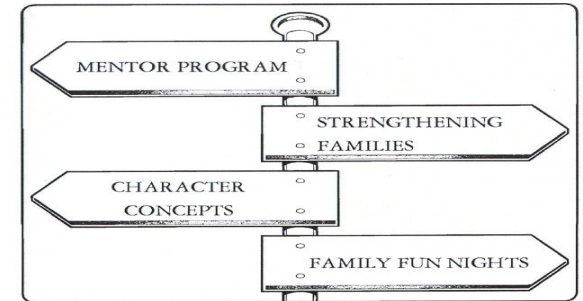 MENTOR PROGRAM
STRENGTHENING
FAMILIES
CHARACTER
CONCEPTS
FAMILY FUN NIGHTS